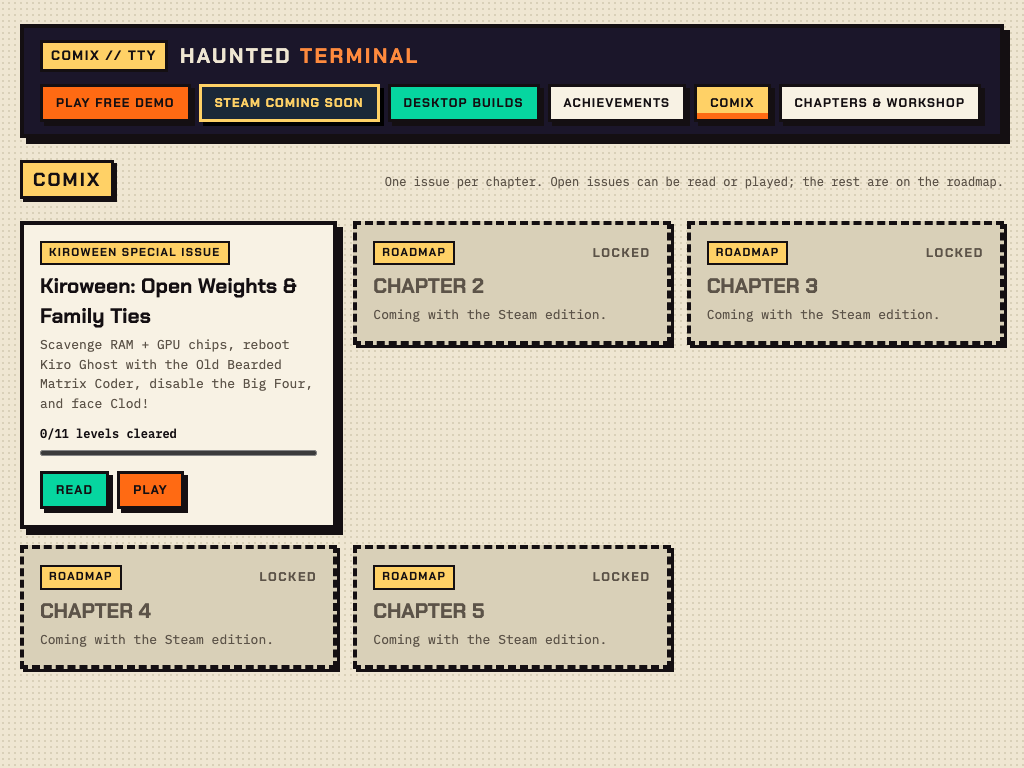 COMIX // TTY
HAUNTED TERMINAL
PLAY FREE DEMO
STEAM COMING SOON
DESKTOP BUILDS
ACHIEVEMENTS
COMIX
CHAPTERS & WORKSHOP
COMIX
One issue per chapter. Open issues can be read or played; the rest are on the roadmap.
KIROWEEN SPECIAL ISSUE
Kiroween: Open Weights &
Family Ties
Scavenge RAM + GPU chips, reboot
Kiro Ghost with the Old Bearded
Matrix Coder, disable the Big Four,
and face Clod!
0/11 levels cleared
READ
PLAY
ROADMAP
LOCKED
CHAPTER 2
Coming with the Steam edition.
ROADMAP
LOCKED
CHAPTER 3
Coming with the Steam edition.
ROADMAP
LOCKED
CHAPTER 4
Coming with the Steam edition.
ROADMAP
LOCKED
CHAPTER 5
Coming with the Steam edition.